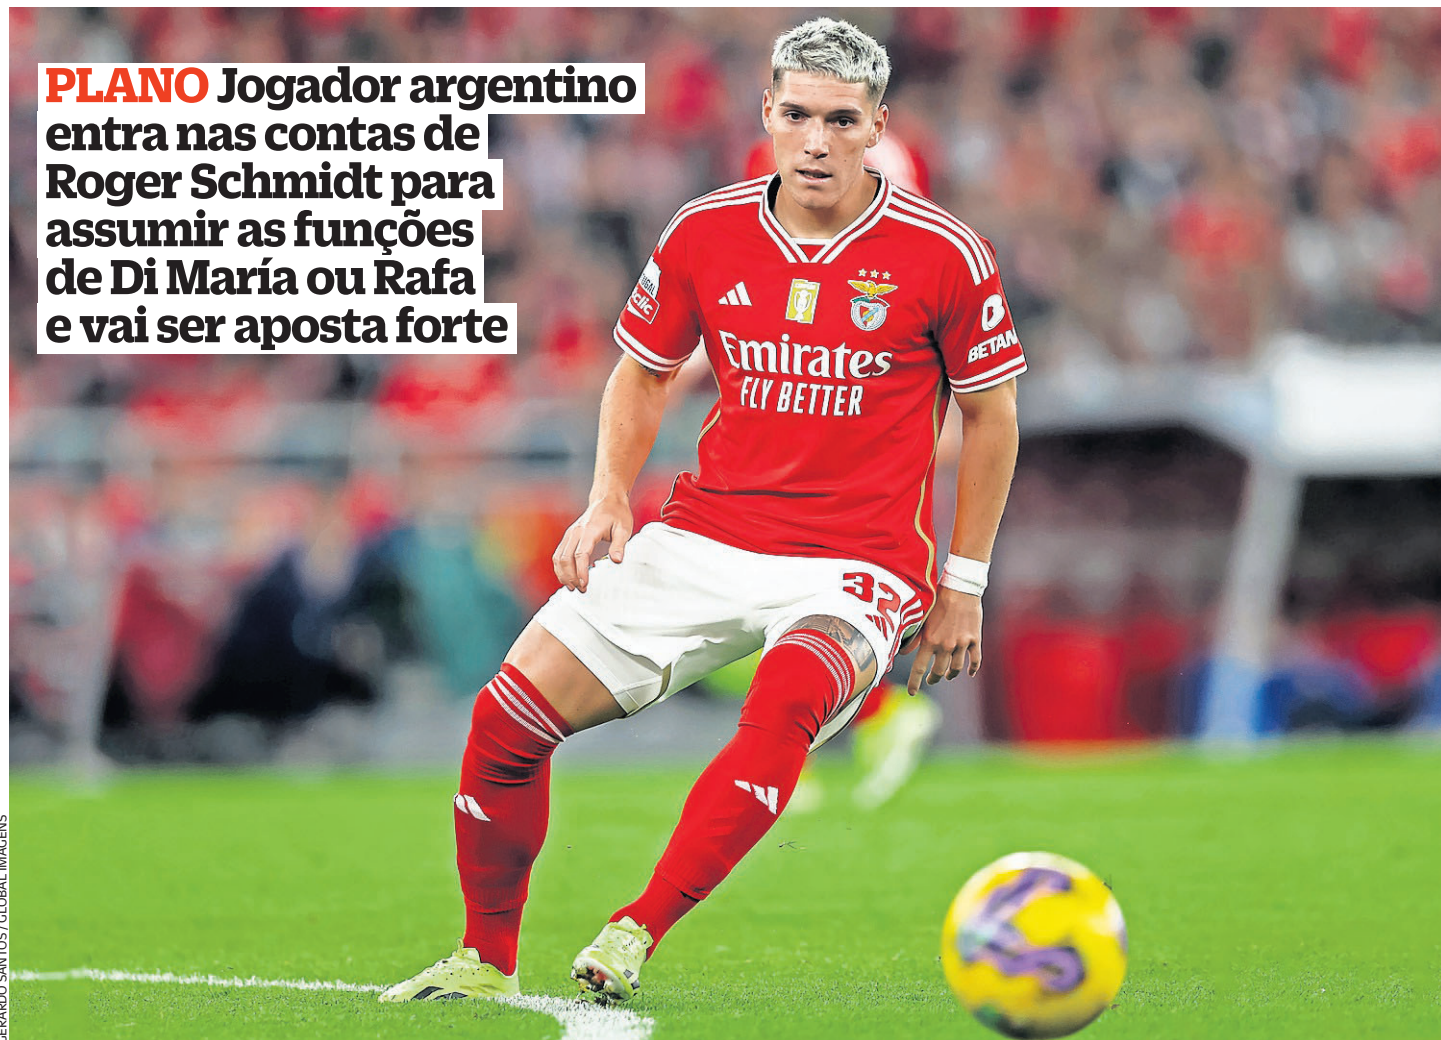 PLANO Jogador argentino
entra nas contas de
Roger Schmidt para
assumir as funções
de Di María ou Rafa
e vai ser aposta forte
Emirates
FLY BETTER
BETAN
32
GERARDO SANTOS / GLOBAL IMAGENS